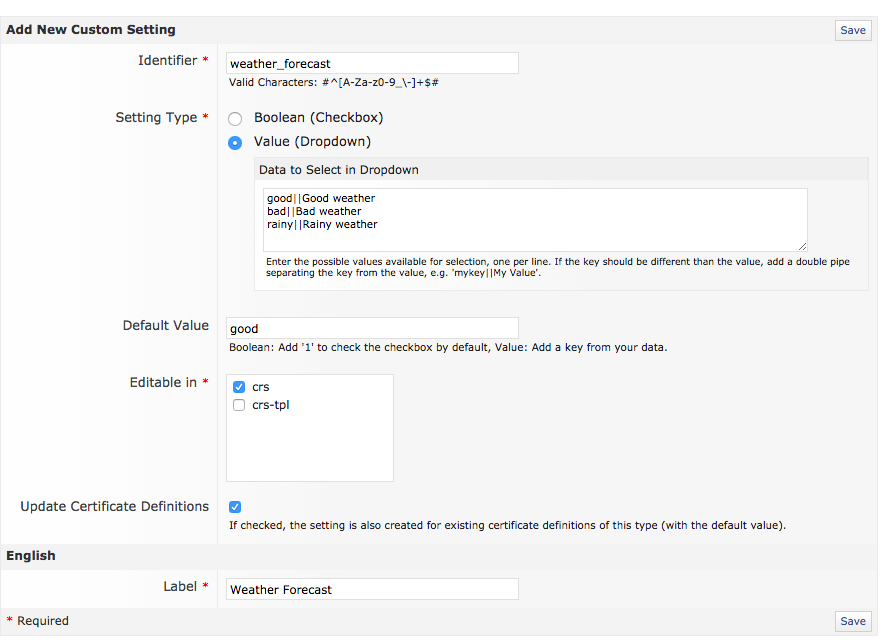 Add New Custom Setting Save
Identifier * weather_forecast
Valid Characters: #^[A-Za-z0-9_\-]+$#
Setting Type * Boolean (Checkbox)
Value (Dropdown)
Data to Select in Dropdown
good||Good weather
bad||Bad weather
rainy||Rainy weather
Enter the possible values available for selection, one per line. If the key should be different than the value, add a double pipe
separating the key from the value, e.g. 'mykey||My Value'.
Default Value good
Boolean: Add '1' to check the checkbox by default, Value: Add a key from your data.
Editable in * crs
crs-tpl
Update Certificate Definitions
If checked, the setting is also created for existing certificate definitions of this type (with the default value).
English
Label * Weather Forecast
* Required Save